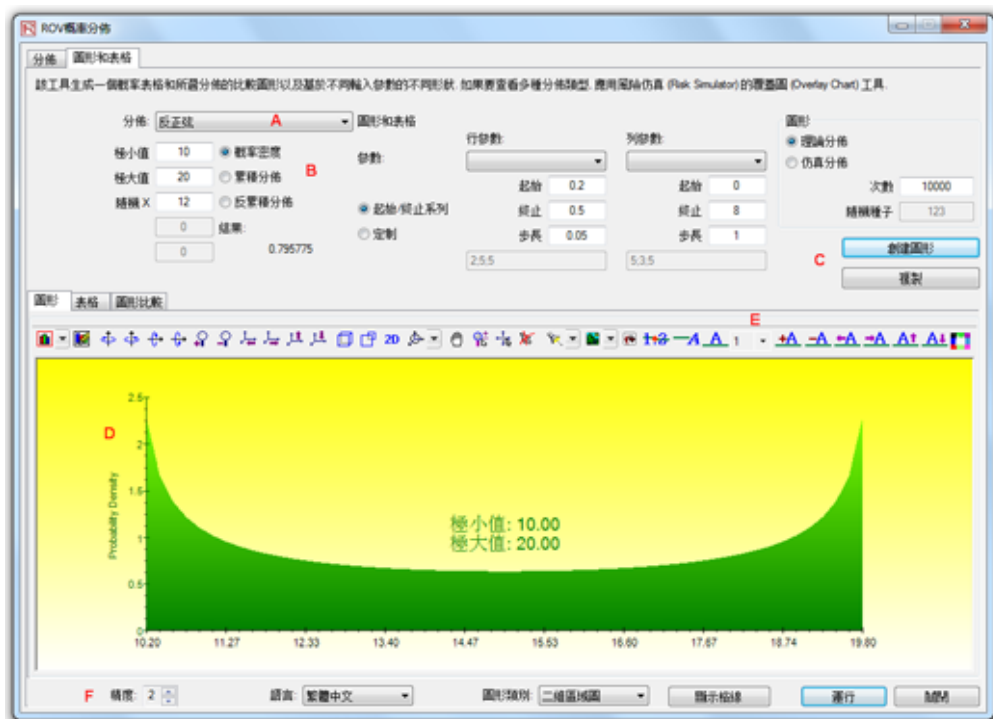 ROV概率分佈
分佈 圖形和表格
該工具生成一個概率表格和所選分佈的比較圖形以及基於不同輸入參數的不同形狀. 如果要查看多種分佈類型, 應用風險仿真 (Risk Simulator) 的覆蓋圖 (Overlay Chart) 工具.
分佈: 反正弦 A 圖形和表格
極小值 10 概率密度 B
極大值 20 累積分佈
隨機 X 12 反累積分佈
0 結果:
0 0.795775
參數:
起始/終止系列
定制
行參數:
起始 0.2
終止 0.5
步長 0.05
2;5;5
列參數:
起始 0
終止 8
步長 1
5;3;5
圖形
理論分佈
仿真分佈
次數 10000
隨機種子 123
C 創建圖形
複製
圖形 表格 圖形比較
E
2D
1
D
Probability Density
2.5
2
1.5
1
0.5
0
極小值: 10.00
極大值: 20.00
10.20 11.27 12.33 13.40 14.47 15.53 16.60 17.67 18.74 19.80
F 精度: 2 語言: 繁體中文 圖形類別: 二維區域圖 顯示格線 運行 關閉